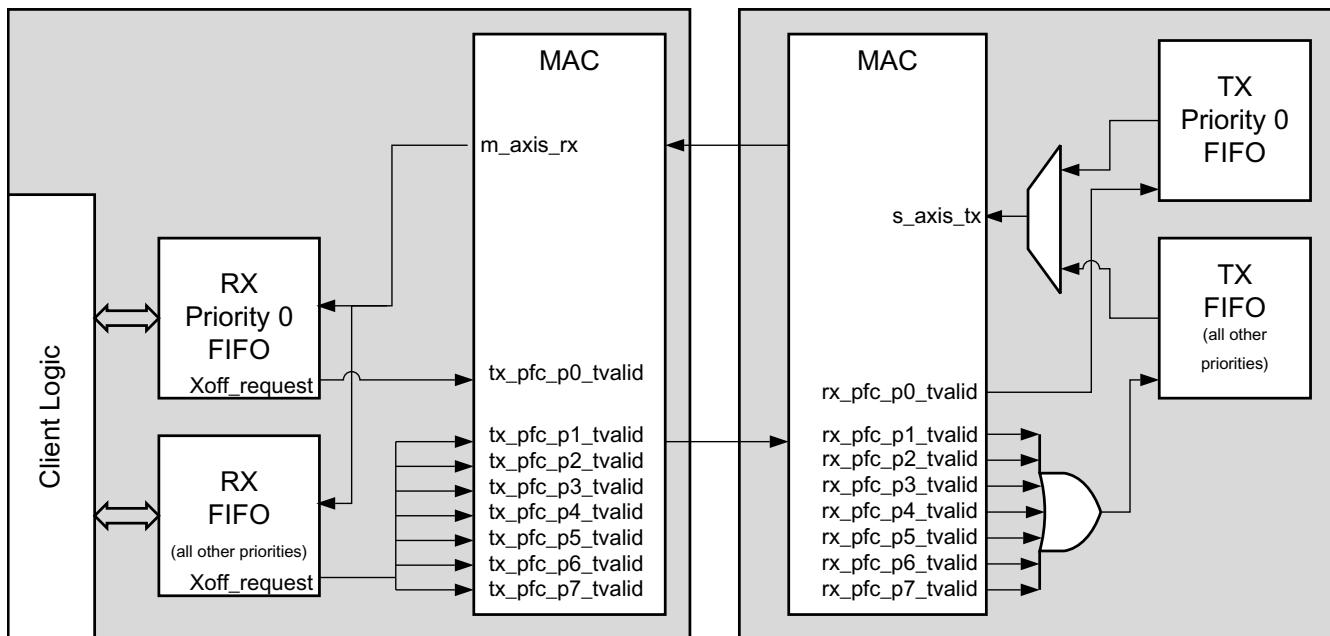 MAC
m_axis_rx
RX
Priority 0
FIFO
Xoff_request
tx_pfc_p0_tvalid
Client Logic
RX
FIFO
(all other priorities)
Xoff_request
tx_pfc_p1_tvalid
tx_pfc_p2_tvalid
tx_pfc_p3_tvalid
tx_pfc_p4_tvalid
tx_pfc_p5_tvalid
tx_pfc_p6_tvalid
tx_pfc_p7_tvalid
MAC
s_axis_tx
rx_pfc_p0_tvalid
rx_pfc_p1_tvalid
rx_pfc_p2_tvalid
rx_pfc_p3_tvalid
rx_pfc_p4_tvalid
rx_pfc_p5_tvalid
rx_pfc_p6_tvalid
rx_pfc_p7_tvalid
TX
Priority 0
FIFO
TX
FIFO
(all other
priorities)